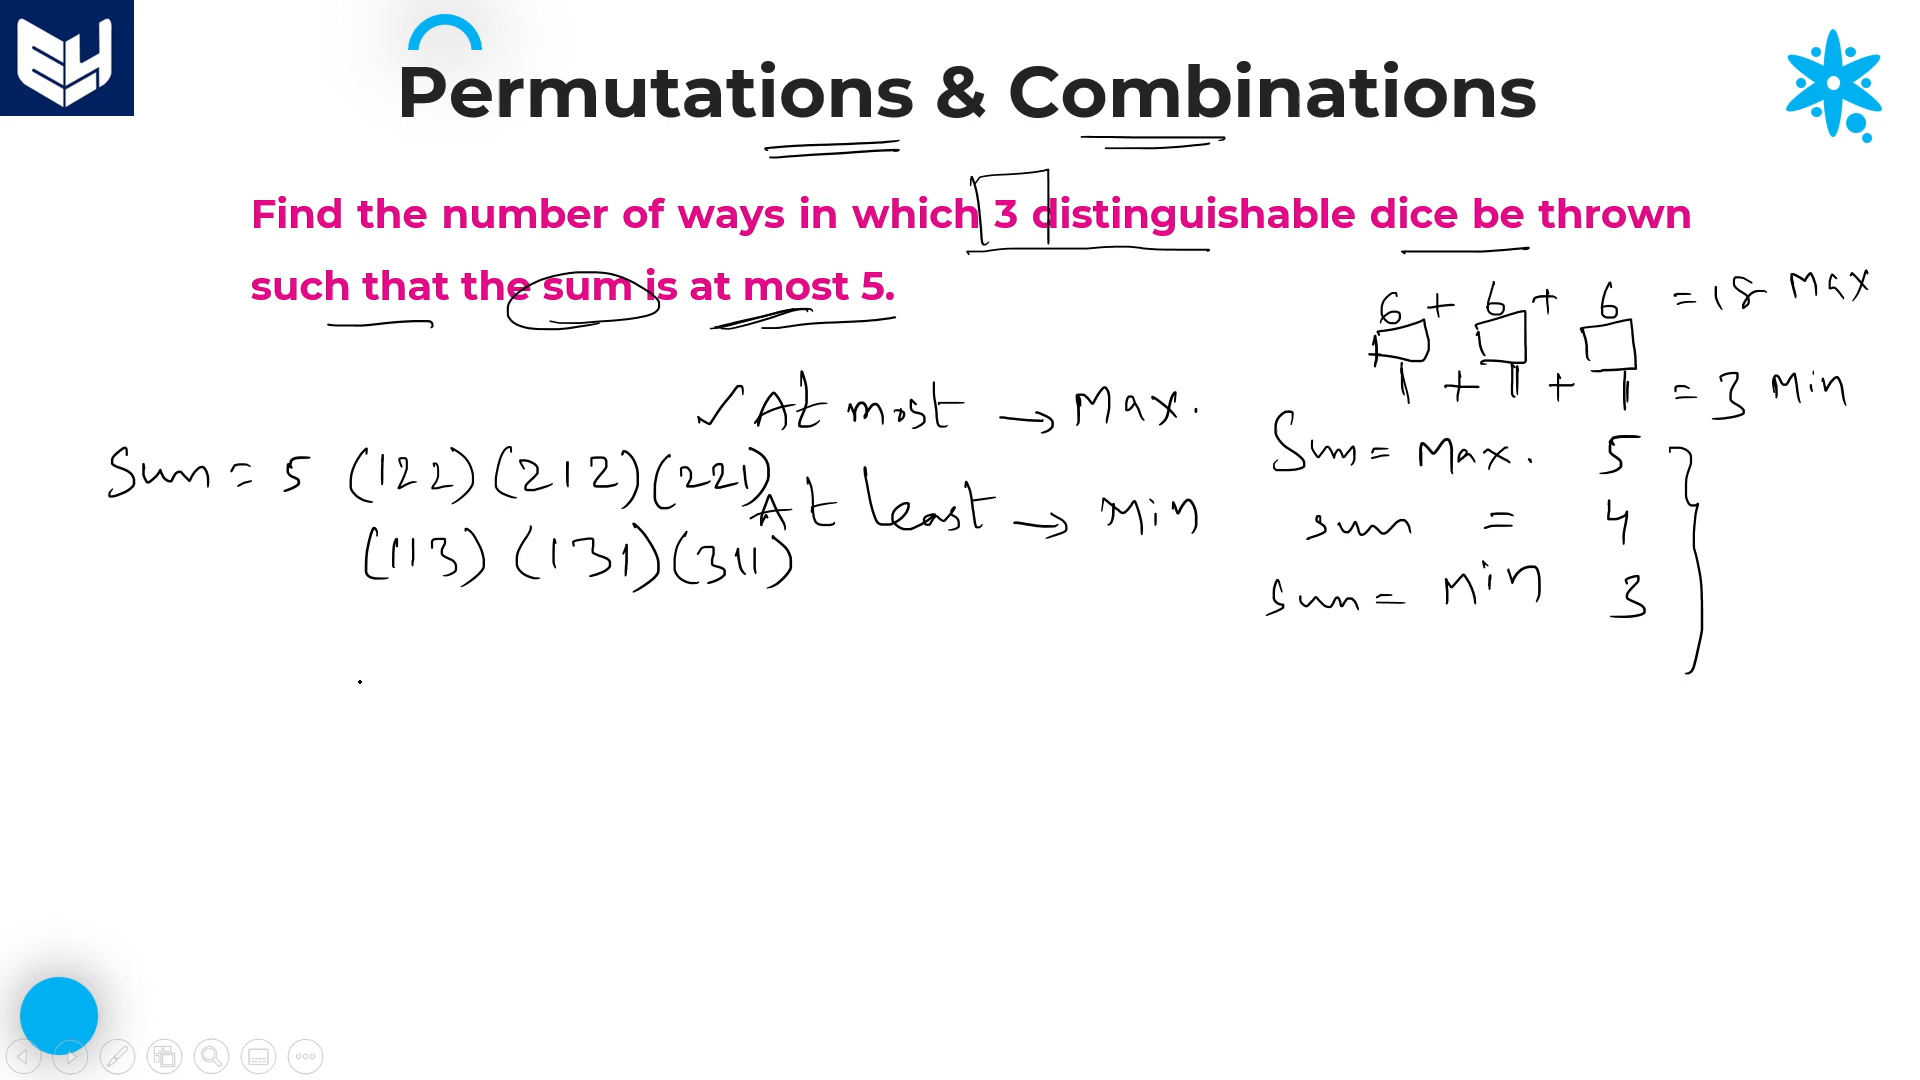 Permutations & Combinations
Find the number of ways in which 3 distinguishable dice be thrown
such that the sum is at most 5.
6 + 6 + 6 = 18 Max
1 + 1 + 1 = 3 Min
✓ At most → Max.
At least → Min
Sum = Max. 5
sum = 4
sum = Min 3
Sum = 5 (122) (212) (221)
(113) (131) (311)